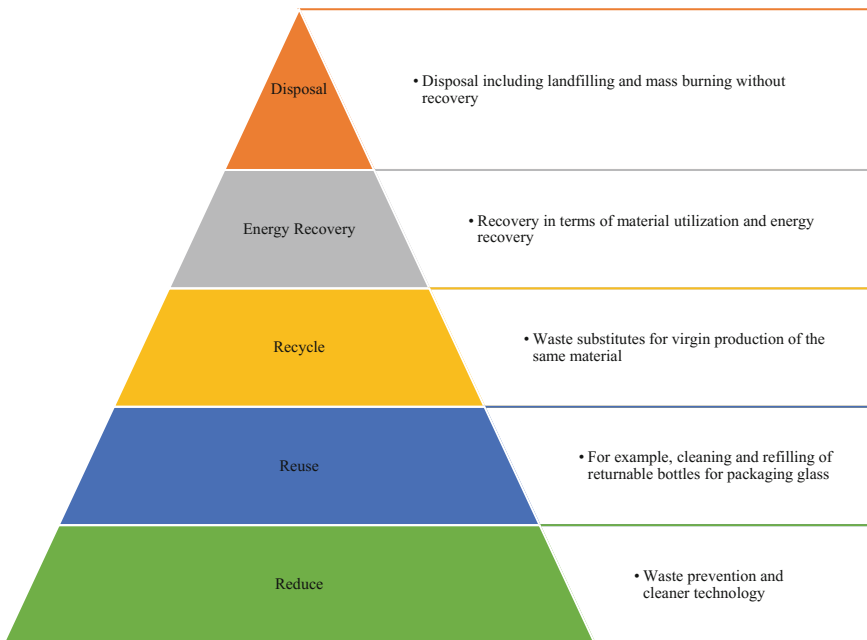 Disposal
• Disposal including landfilling and mass burning without
recovery
Energy Recovery
• Recovery in terms of material utilization and energy
recovery
Recycle
• Waste substitutes for virgin production of the
same material
Reuse
• For example, cleaning and refilling of
returnable bottles for packaging glass
Reduce
• Waste prevention and
cleaner technology